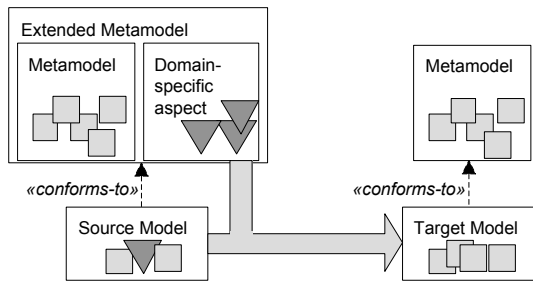 Extended Metamodel
Metamodel
Domain-
specific
aspect
Metamodel
«conforms-to»
«conforms-to»
Source Model
Target Model